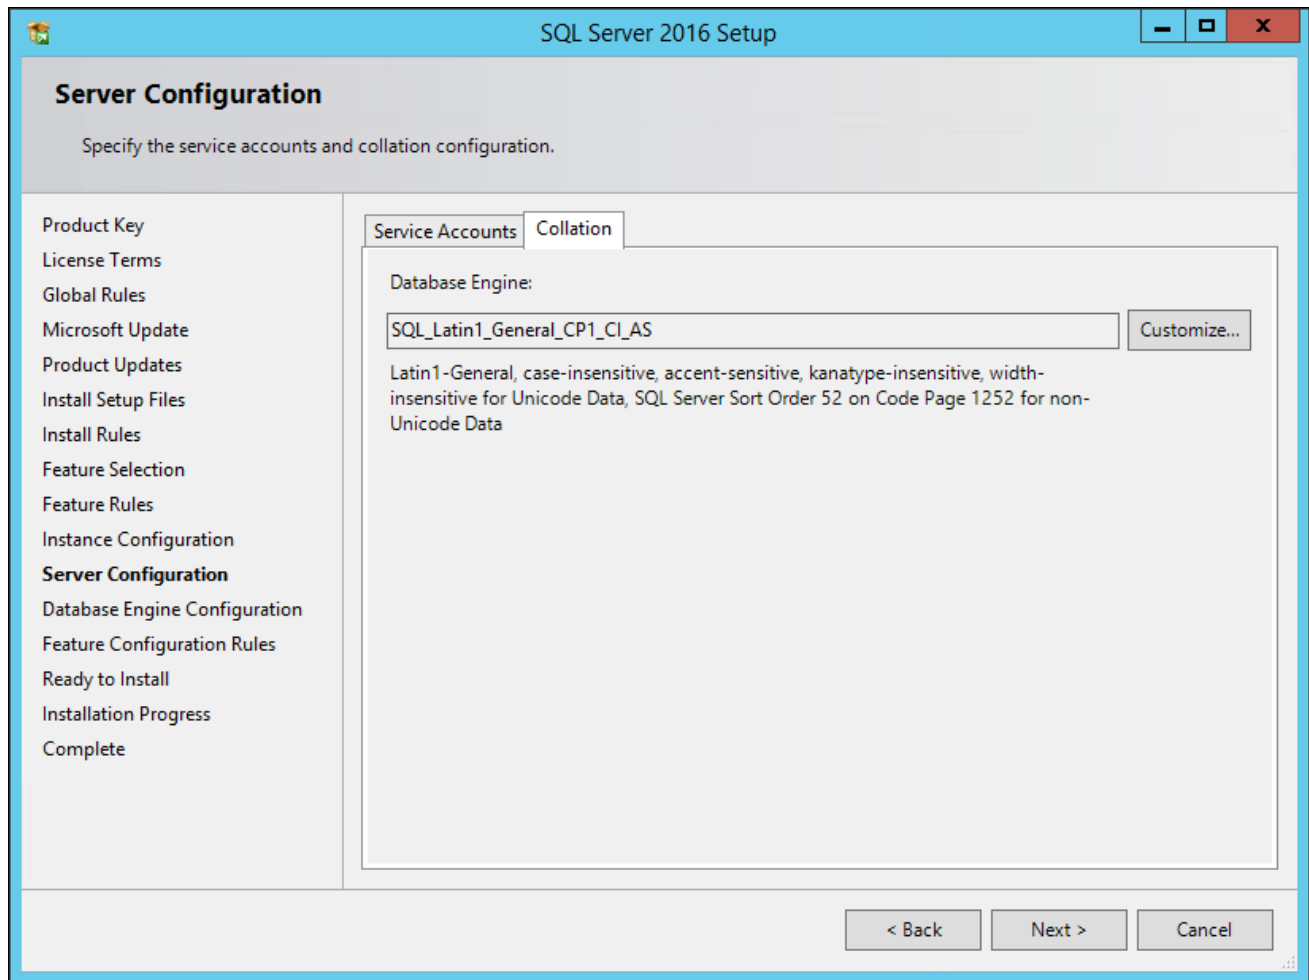 SQL Server 2016 Setup
Server Configuration
Specify the service accounts and collation configuration.
Product Key
License Terms
Global Rules
Microsoft Update
Product Updates
Install Setup Files
Install Rules
Feature Selection
Feature Rules
Instance Configuration
Server Configuration
Database Engine Configuration
Feature Configuration Rules
Ready to Install
Installation Progress
Complete
Service Accounts
Collation
Database Engine:
SQL_Latin1_General_CP1_CI_AS
Customize...
Latin1-General, case-insensitive, accent-sensitive, kanatype-insensitive, width-
insensitive for Unicode Data, SQL Server Sort Order 52 on Code Page 1252 for non-
Unicode Data
< Back
Next >
Cancel